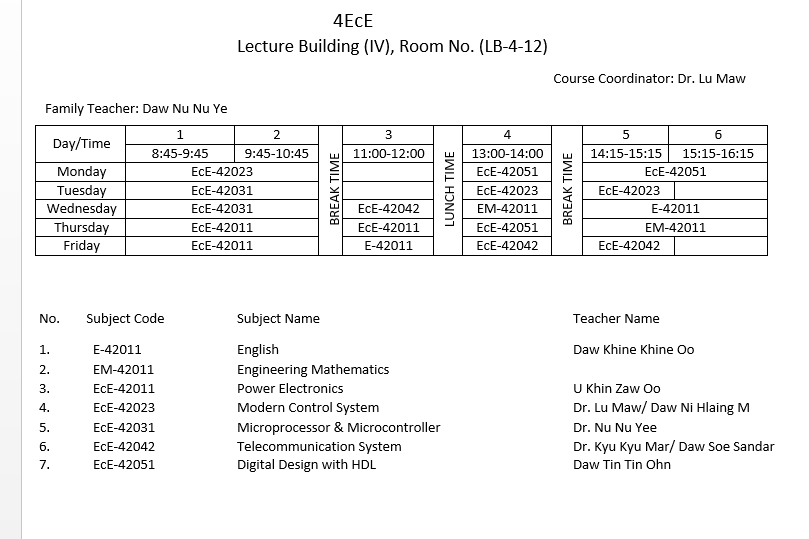 4EcE
Lecture Building (IV), Room No. (LB-4-12)
Course Coordinator: Dr. Lu Maw
Family Teacher: Daw Nu Nu Ye
Day/Time 1 2 BREAK TIME 3 LUNCH TIME 4 BREAK TIME 5 6
8:45-9:45 9:45-10:45 11:00-12:00 13:00-14:00 14:15-15:15 15:15-16:15
Monday EcE-42023 EcE-42051 EcE-42051
Tuesday EcE-42031 EcE-42023 EcE-42023
Wednesday EcE-42031 EcE-42042 EM-42011 E-42011
Thursday EcE-42011 EcE-42011 EcE-42051 EM-42011
Friday EcE-42011 E-42011 EcE-42042 EcE-42042
No. Subject Code Subject Name Teacher Name
1. E-42011 English Daw Khine Khine Oo
2. EM-42011 Engineering Mathematics
3. EcE-42011 Power Electronics U Khin Zaw Oo
4. EcE-42023 Modern Control System Dr. Lu Maw/ Daw Ni Hlaing M
5. EcE-42031 Microprocessor & Microcontroller Dr. Nu Nu Yee
6. EcE-42042 Telecommunication System Dr. Kyu Kyu Mar/ Daw Soe Sandar
7. EcE-42051 Digital Design with HDL Daw Tin Tin Ohn